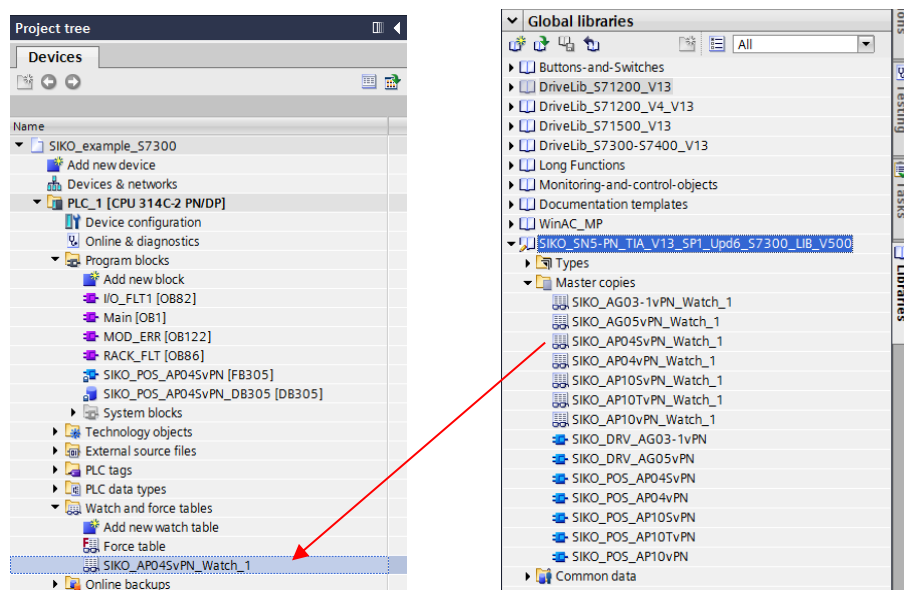 Project tree
Devices
Name
SIKO_example_S7300
Add new device
Devices & networks
PLC_1 [CPU 314C-2 PN/DP]
Device configuration
Online & diagnostics
Program blocks
Add new block
I/O_FLT1 [OB82]
Main [OB1]
MOD_ERR [OB122]
RACK_FLT [OB86]
SIKO_POS_AP04SvPN [FB305]
SIKO_POS_AP04SvPN_DB305 [DB305]
System blocks
Technology objects
External source files
PLC tags
PLC data types
Watch and force tables
Add new watch table
Force table
SIKO_AP04SvPN_Watch_1
Online backups
Global libraries
All
Buttons-and-Switches
DriveLib_S71200_V13
DriveLib_S71200_V4_V13
DriveLib_S71500_V13
DriveLib_S7300-S7400_V13
Long Functions
Monitoring-and-control-objects
Documentation templates
WinAC_MP
SIKO_SN5-PN_TIA_V13_SP1_Upd6_S7300_LIB_V500
Types
Master copies
SIKO_AG03-1vPN_Watch_1
SIKO_AG05vPN_Watch_1
SIKO_AP04SvPN_Watch_1
SIKO_AP04vPN_Watch_1
SIKO_AP10SvPN_Watch_1
SIKO_AP10TvPN_Watch_1
SIKO_AP10vPN_Watch_1
SIKO_DRV_AG03-1vPN
SIKO_DRV_AG05vPN
SIKO_POS_AP04SvPN
SIKO_POS_AP04vPN
SIKO_POS_AP10SvPN
SIKO_POS_AP10TvPN
SIKO_POS_AP10vPN
Common data
Testing
Tasks
Libraries